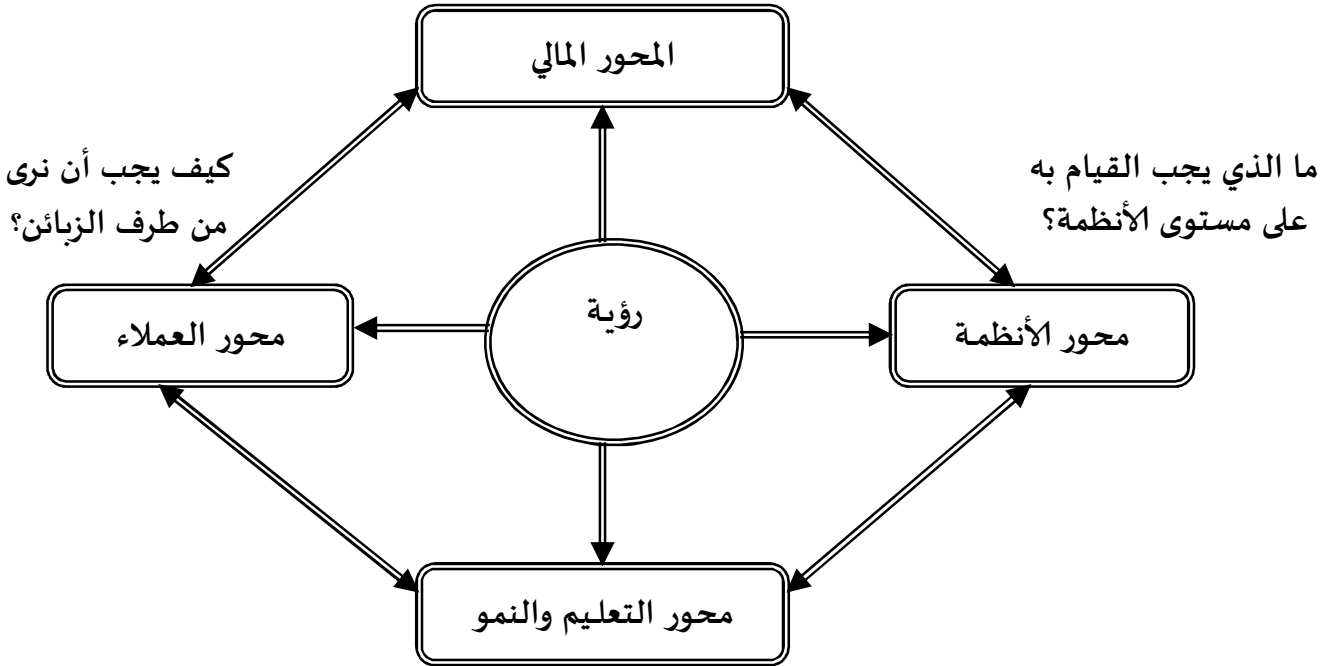 المحور المالي
ما الذي يجب القيام به
على مستوى الأنظمة؟
كيف يجب أن نرى
من طرف الزبائن؟
رؤية
محور الأنظمة
محور العملاء
محور التعليم والنمو